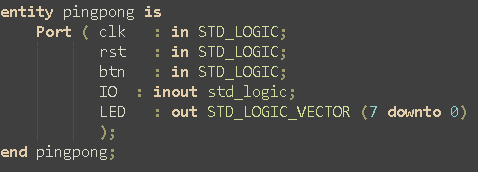 entity pingpong is
    Port ( clk   : in STD_LOGIC;
           rst   : in STD_LOGIC;
           btn   : in STD_LOGIC;
           IO  : inout std_logic;
           LED   : out STD_LOGIC_VECTOR (7 downto 0)
           );
end pingpong;